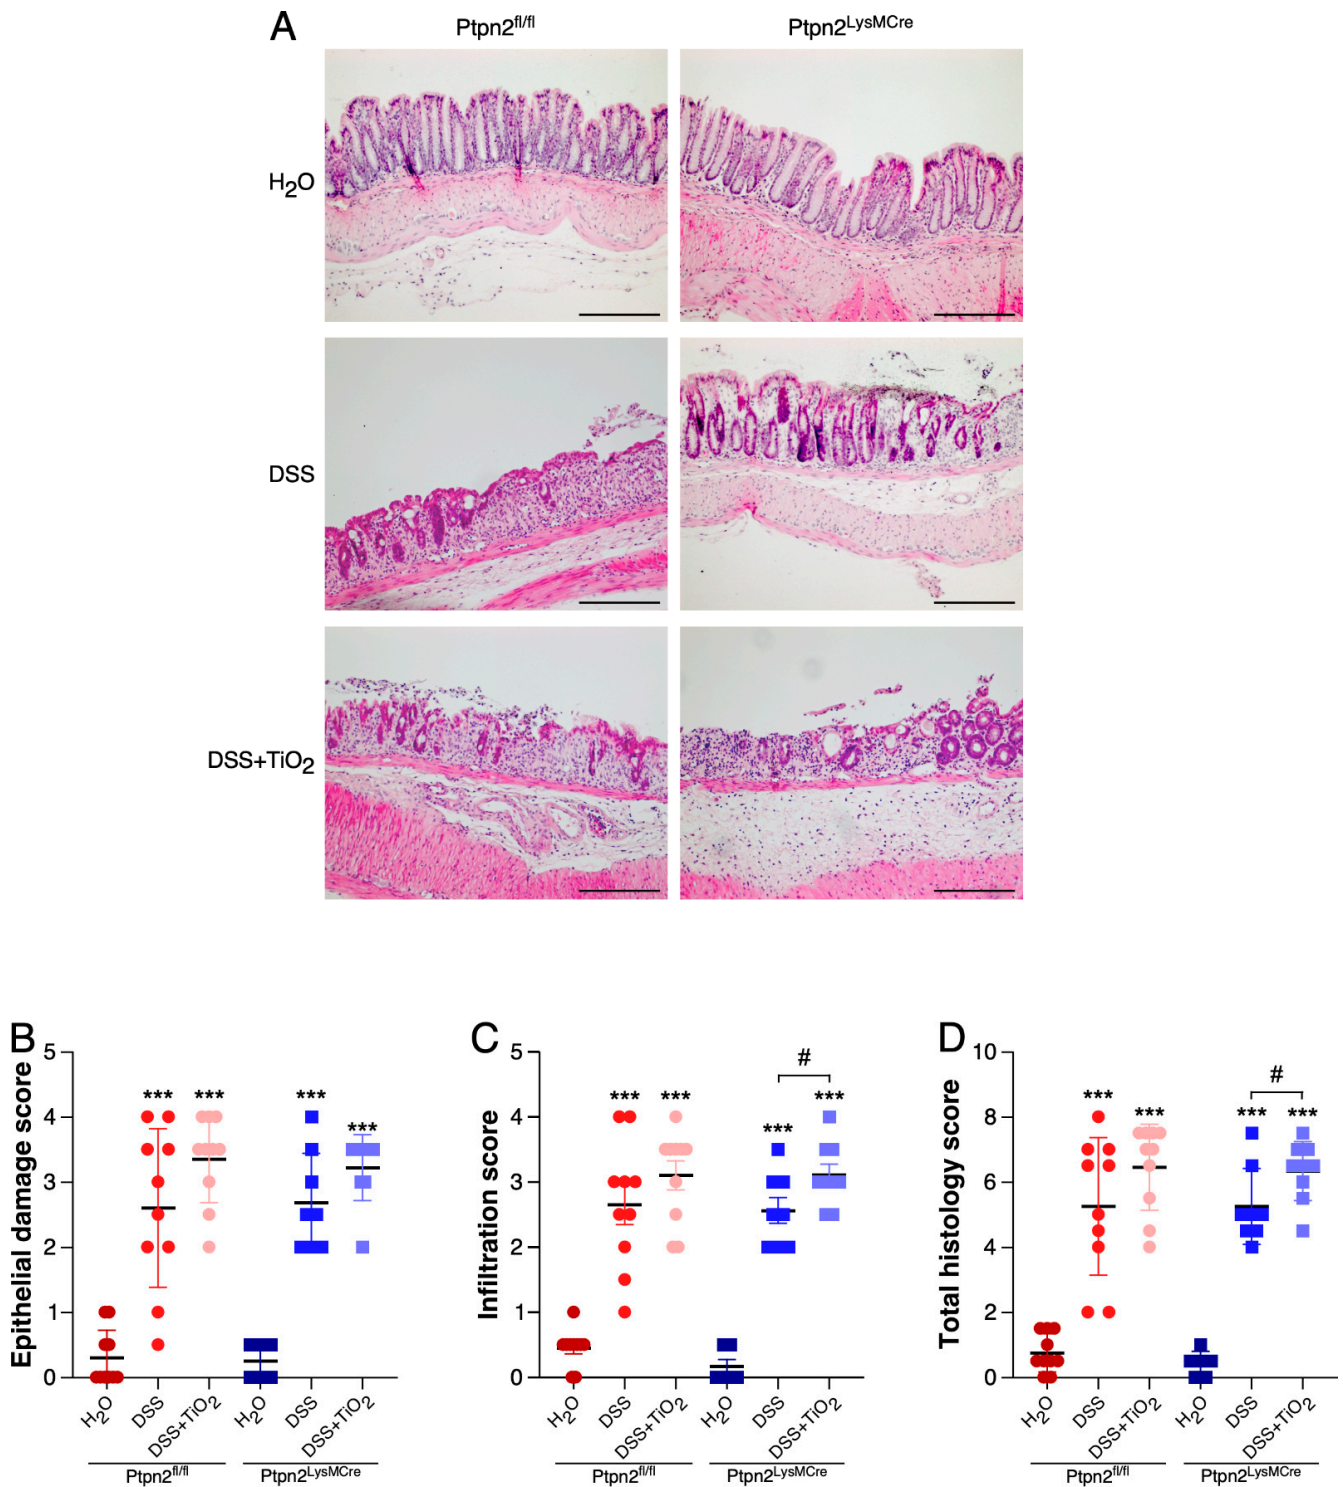 A
Ptpn2fl/fl
Ptpn2LysMCre
H2O
DSS
DSS+TiO2
B
Epithelial damage score
5
4
3
2
1
0
***
***
***
***
H2O
DSS
DSS+TiO2
H2O
DSS
DSS+TiO2
Ptpn2fl/fl
Ptpn2LysMCre
C
Infiltration score
5
4
3
2
1
0
#
***
***
***
***
H2O
DSS
DSS+TiO2
H2O
DSS
DSS+TiO2
Ptpn2fl/fl
Ptpn2LysMCre
D
Total histology score
10
8
6
4
2
0
#
***
***
***
***
H2O
DSS
DSS+TiO2
H2O
DSS
DSS+TiO2
Ptpn2fl/fl
Ptpn2LysMCre